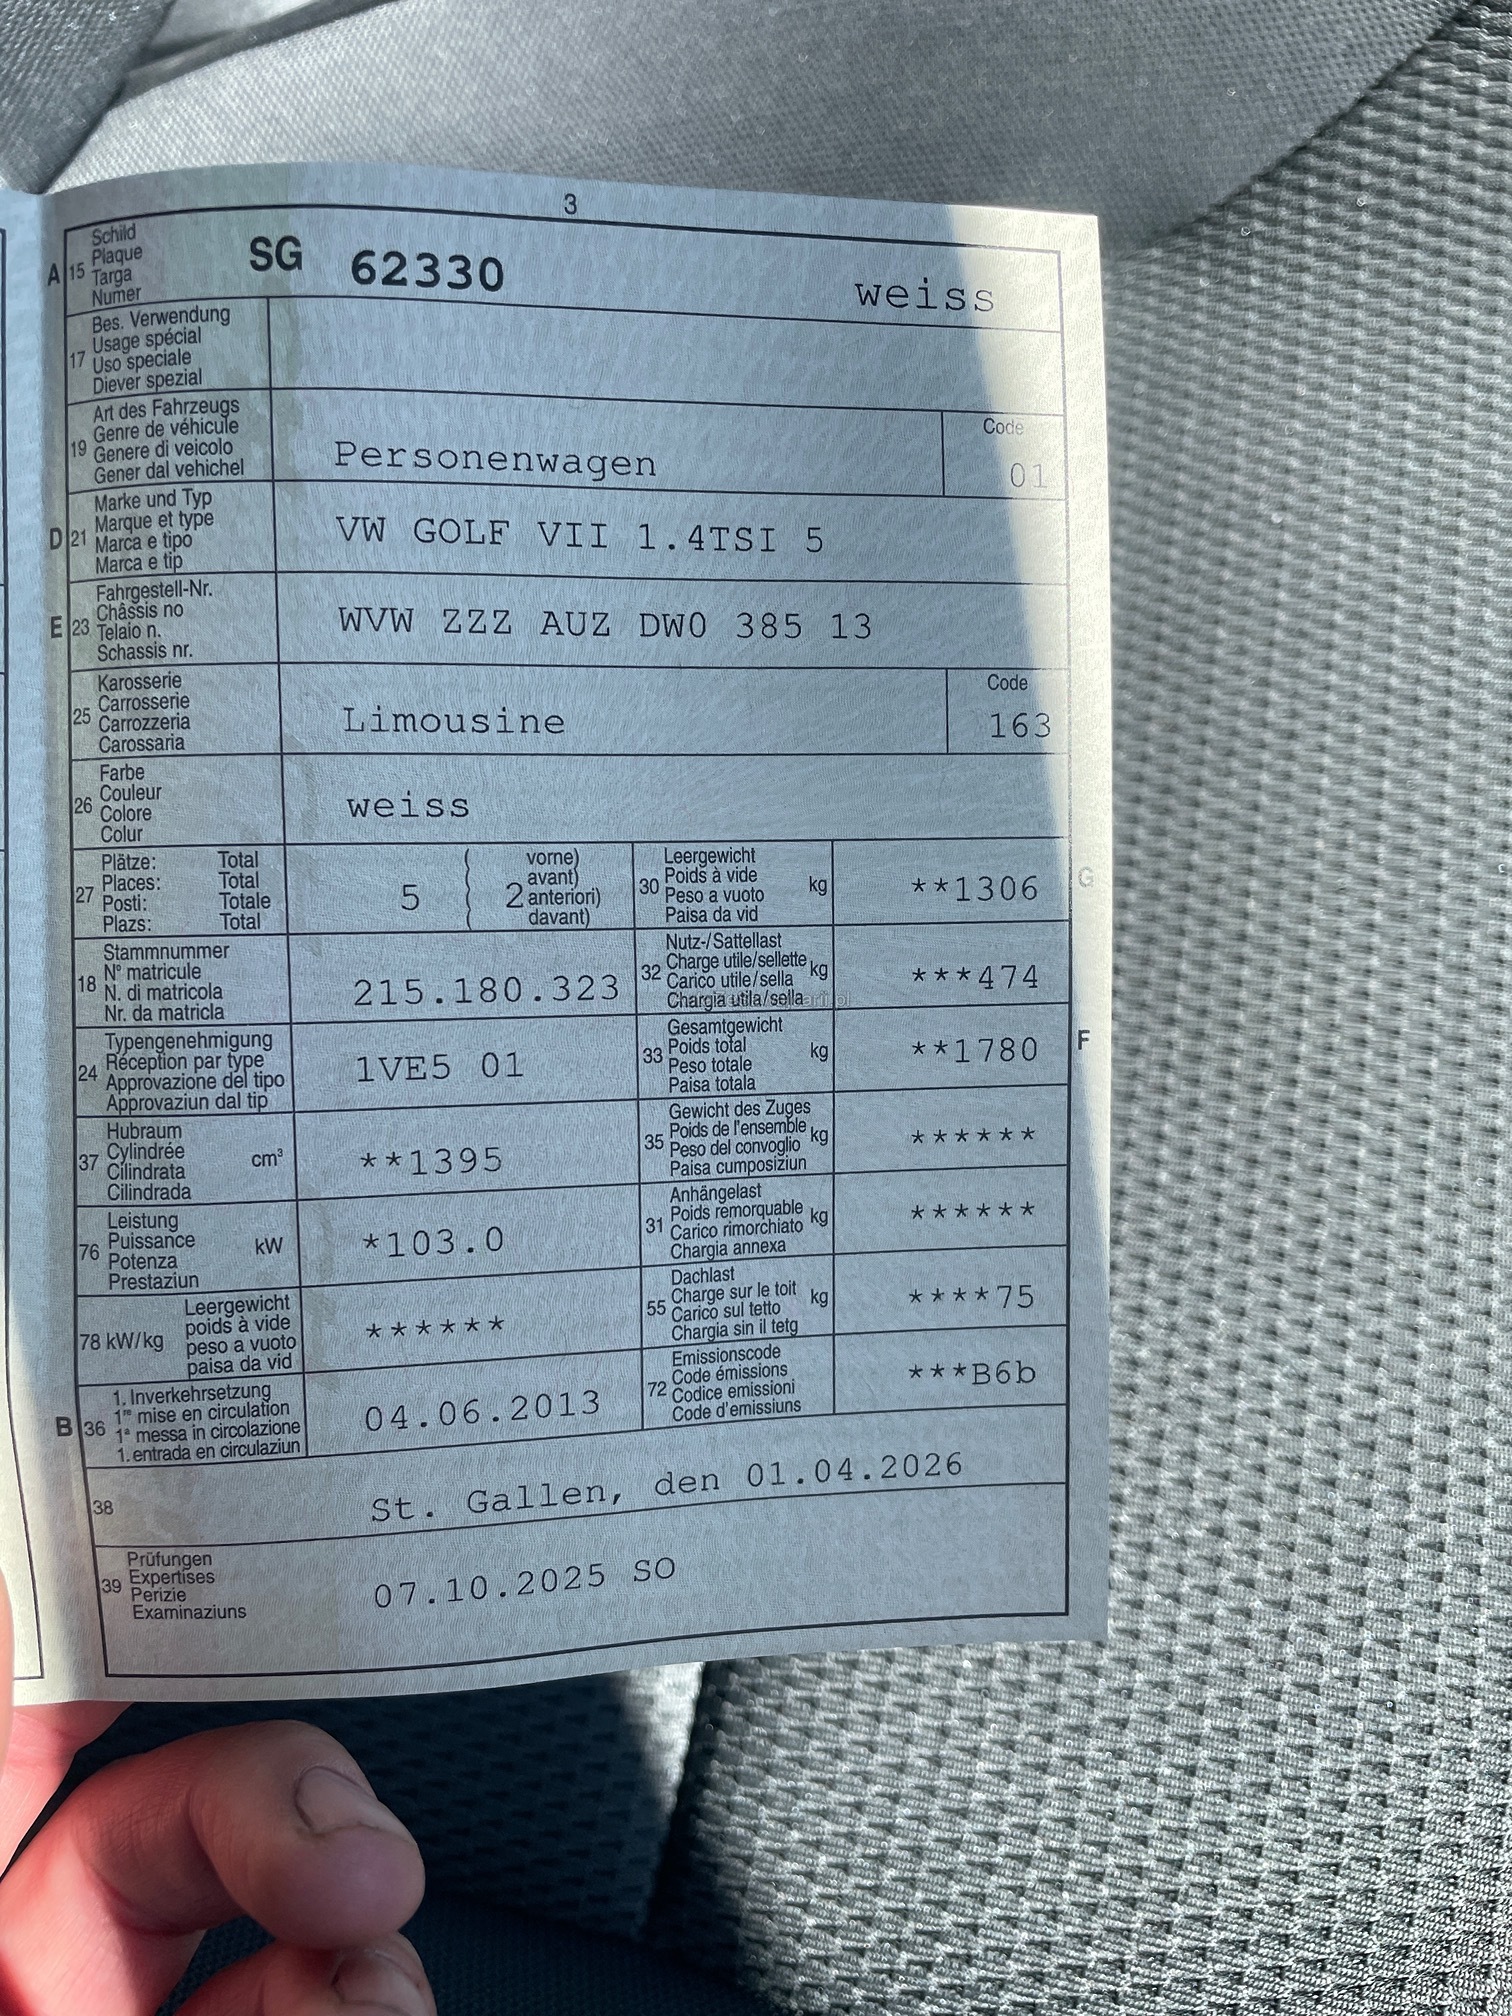 3
A 15 Schild
Plaque
Targa
Numer
SG 62330 weiss
17 Bes. Verwendung
Usage spécial
Uso speciale
Diever spezial
19 Art des Fahrzeugs
Genre de véhicule
Genere di veicolo
Gener dal vehichel
Personenwagen
Code
01
D 21 Marke und Typ
Marque et type
Marca e tipo
Marca e tip
VW GOLF VII 1.4TSI 5
E 23 Fahrgestell-Nr.
Châssis no
Telaio n.
Schassis nr.
WVW ZZZ AUZ DW0 385 13
25 Karosserie
Carrosserie
Carrozzeria
Carossaria
Limousine
Code
163
26 Farbe
Couleur
Colore
Colur
weiss
27 Plätze: Total
Places: Total
Posti: Totale
Plazs: Total
5
( vorne)
avant)
2 anteriori)
( davant)
30 Leergewicht
Poids à vide
Peso a vuoto
Paisa da vid
kg
**1306
G
18 Stammnummer
N° matricule
N. di matricola
Nr. da matricla
215.180.323
32 Nutz-/Sattellast
Charge utile/sellette
Carico utile/sella
Chargia utila/sella
kg
***474
24 Typengenehmigung
Réception par type
Approvazione del tipo
Approvaziun dal tip
1VE5 01
33 Gesamtgewicht
Poids total
Peso totale
Paisa totala
kg
**1780
F
37 Hubraum
Cylindrée
Cilindrata
Cilindrada
cm³
**1395
35 Gewicht des Zuges
Poids de l'ensemble
Peso del convoglio
Paisa cumposiziun
kg
******
76 Leistung
Puissance
Potenza
Prestaziun
kW
*103.0
31 Anhängelast
Poids remorquable
Carico rimorchiato
Chargia annexa
kg
******
78 kW/kg
Leergewicht
poids à vide
peso a vuoto
paisa da vid
******
55 Dachlast
Charge sur le toit
Carico sul tetto
Chargia sin il tetg
kg
****75
B 36 1. Inverkehrsetzung
1re mise en circulation
1a messa in circolazione
1. entrada en circulaziun
04.06.2013
72 Emissionscode
Code émissions
Codice emissioni
Code d'emissiuns
***B6b
38
St. Gallen, den 01.04.2026
39 Prüfungen
Expertises
Perizie
Examinaziuns
07.10.2025 SO